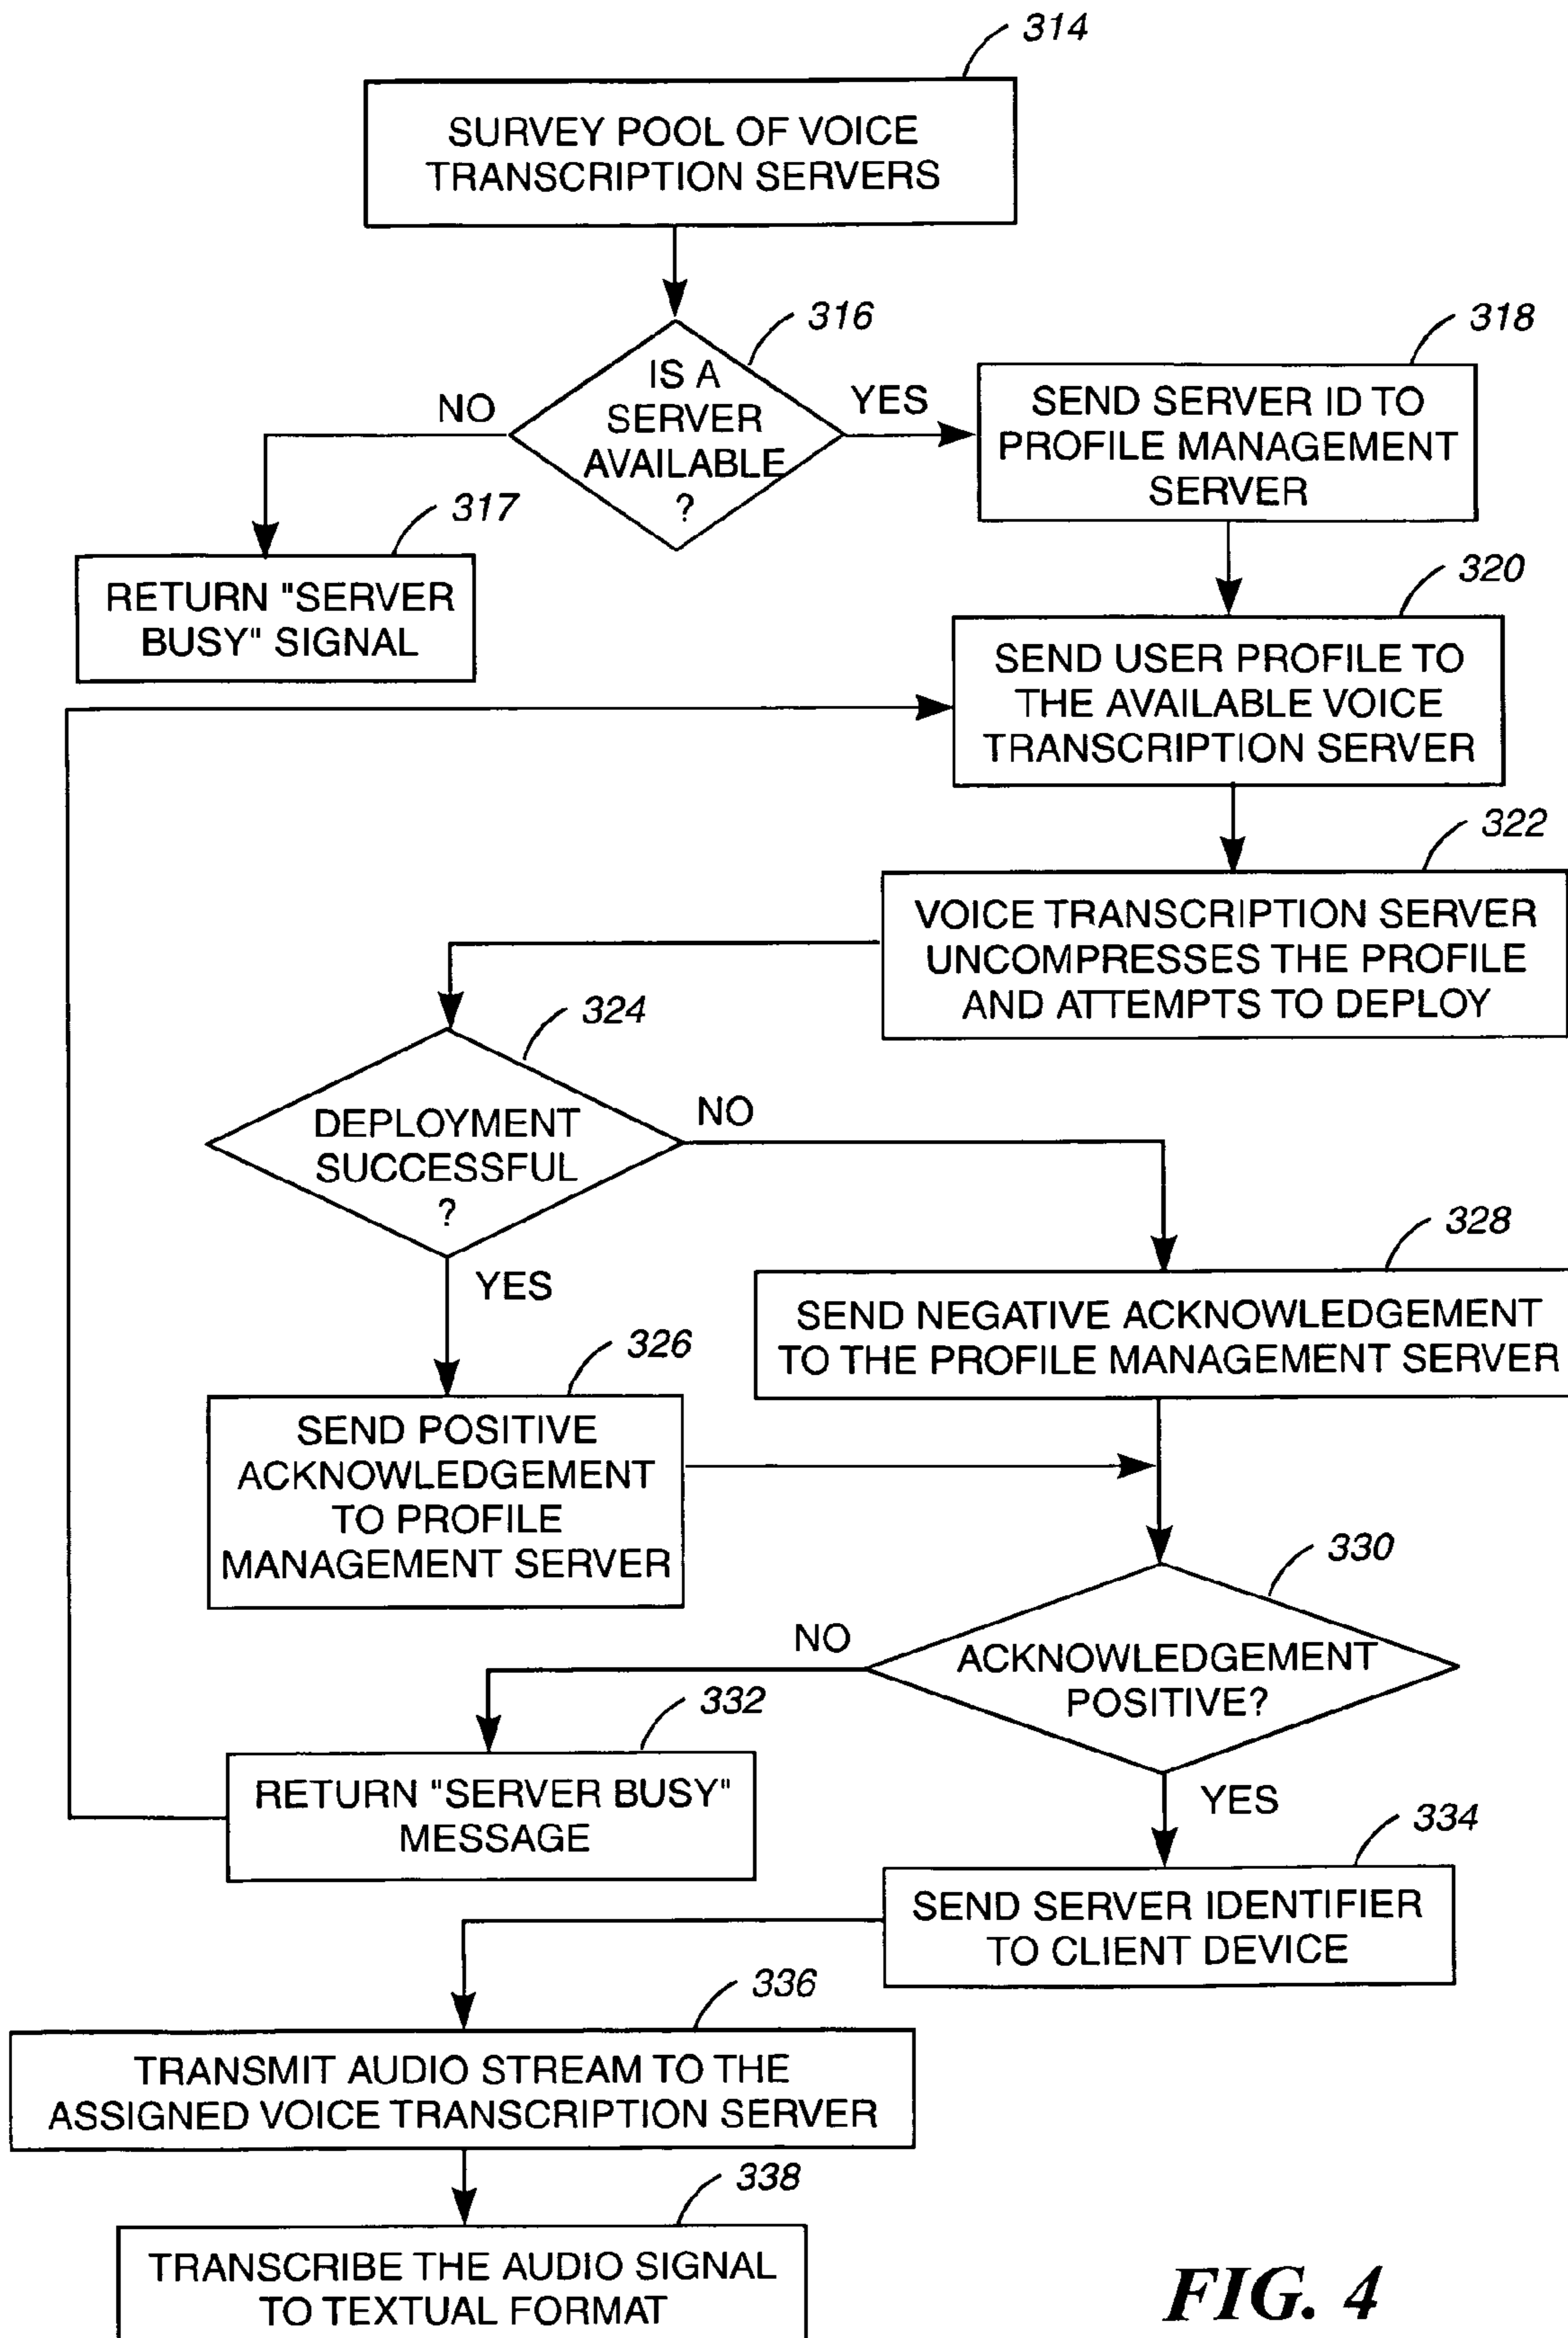 314
SURVEY POOL OF VOICE
TRANSCRIPTION SERVERS
316
IS A
SERVER
AVAILABLE
?
NO
YES
317
RETURN "SERVER
BUSY" SIGNAL
318
SEND SERVER ID TO
PROFILE MANAGEMENT
SERVER
320
SEND USER PROFILE TO
THE AVAILABLE VOICE
TRANSCRIPTION SERVER
322
VOICE TRANSCRIPTION SERVER
UNCOMPRESSES THE PROFILE
AND ATTEMPTS TO DEPLOY
324
DEPLOYMENT
SUCCESSFUL
?
NO
YES
328
SEND NEGATIVE ACKNOWLEDGEMENT
TO THE PROFILE MANAGEMENT SERVER
326
SEND POSITIVE
ACKNOWLEDGEMENT
TO PROFILE
MANAGEMENT SERVER
330
ACKNOWLEDGEMENT
POSITIVE?
NO
YES
332
RETURN "SERVER BUSY"
MESSAGE
334
SEND SERVER IDENTIFIER
TO CLIENT DEVICE
336
TRANSMIT AUDIO STREAM TO THE
ASSIGNED VOICE TRANSCRIPTION SERVER
338
TRANSCRIBE THE AUDIO SIGNAL
TO TEXTUAL FORMAT
FIG. 4